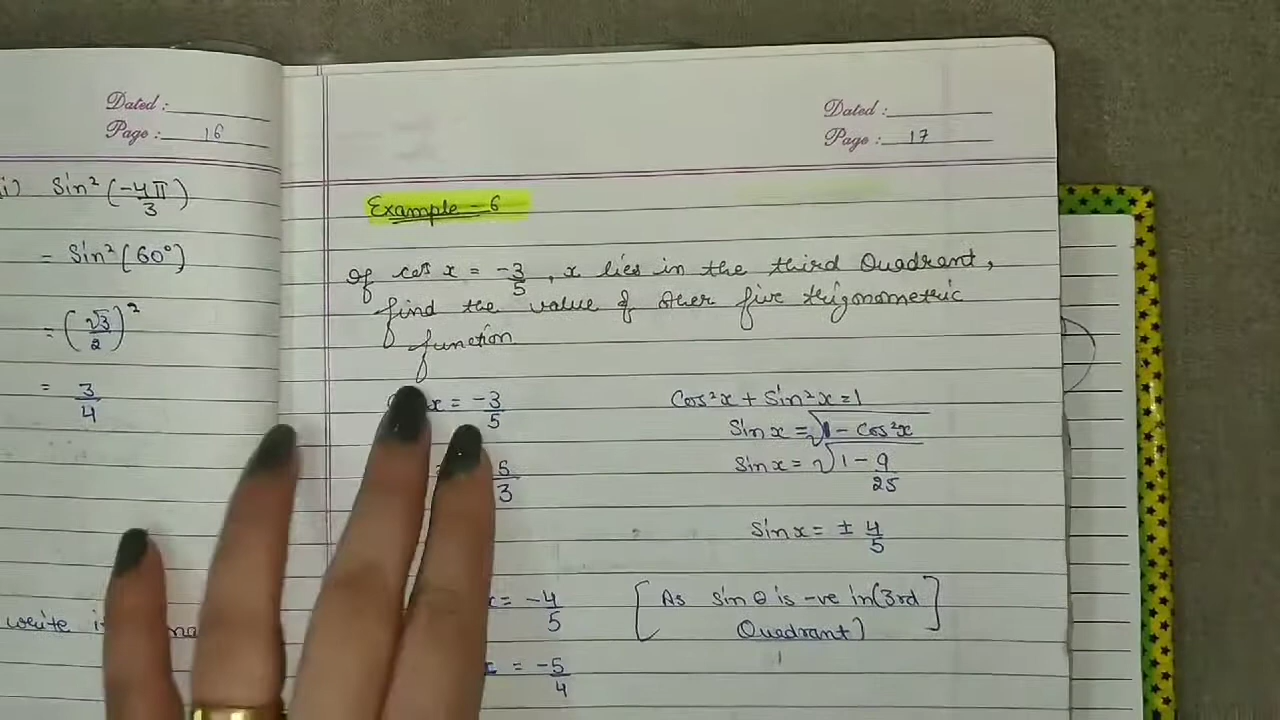 Dated :
Page : 16
i) Sin² (-4π/3)
= Sin² (60°)
= (√3/2)²
= 3/4
write i
Dated :
Page : 17
Example - 6
If cos x = -3/5 , x lies in the third Quadrant,
find the value of other five trigonometric
function
x = -3/5
5/3
x = -4/5
x = -5/4
Cos²x + Sin²x = 1
Sin x = √1 - Cos²x
Sin x = √1 - 9/25
Sin x = ± 4/5
[As sin θ is -ve in (3rd
Quadrant)]